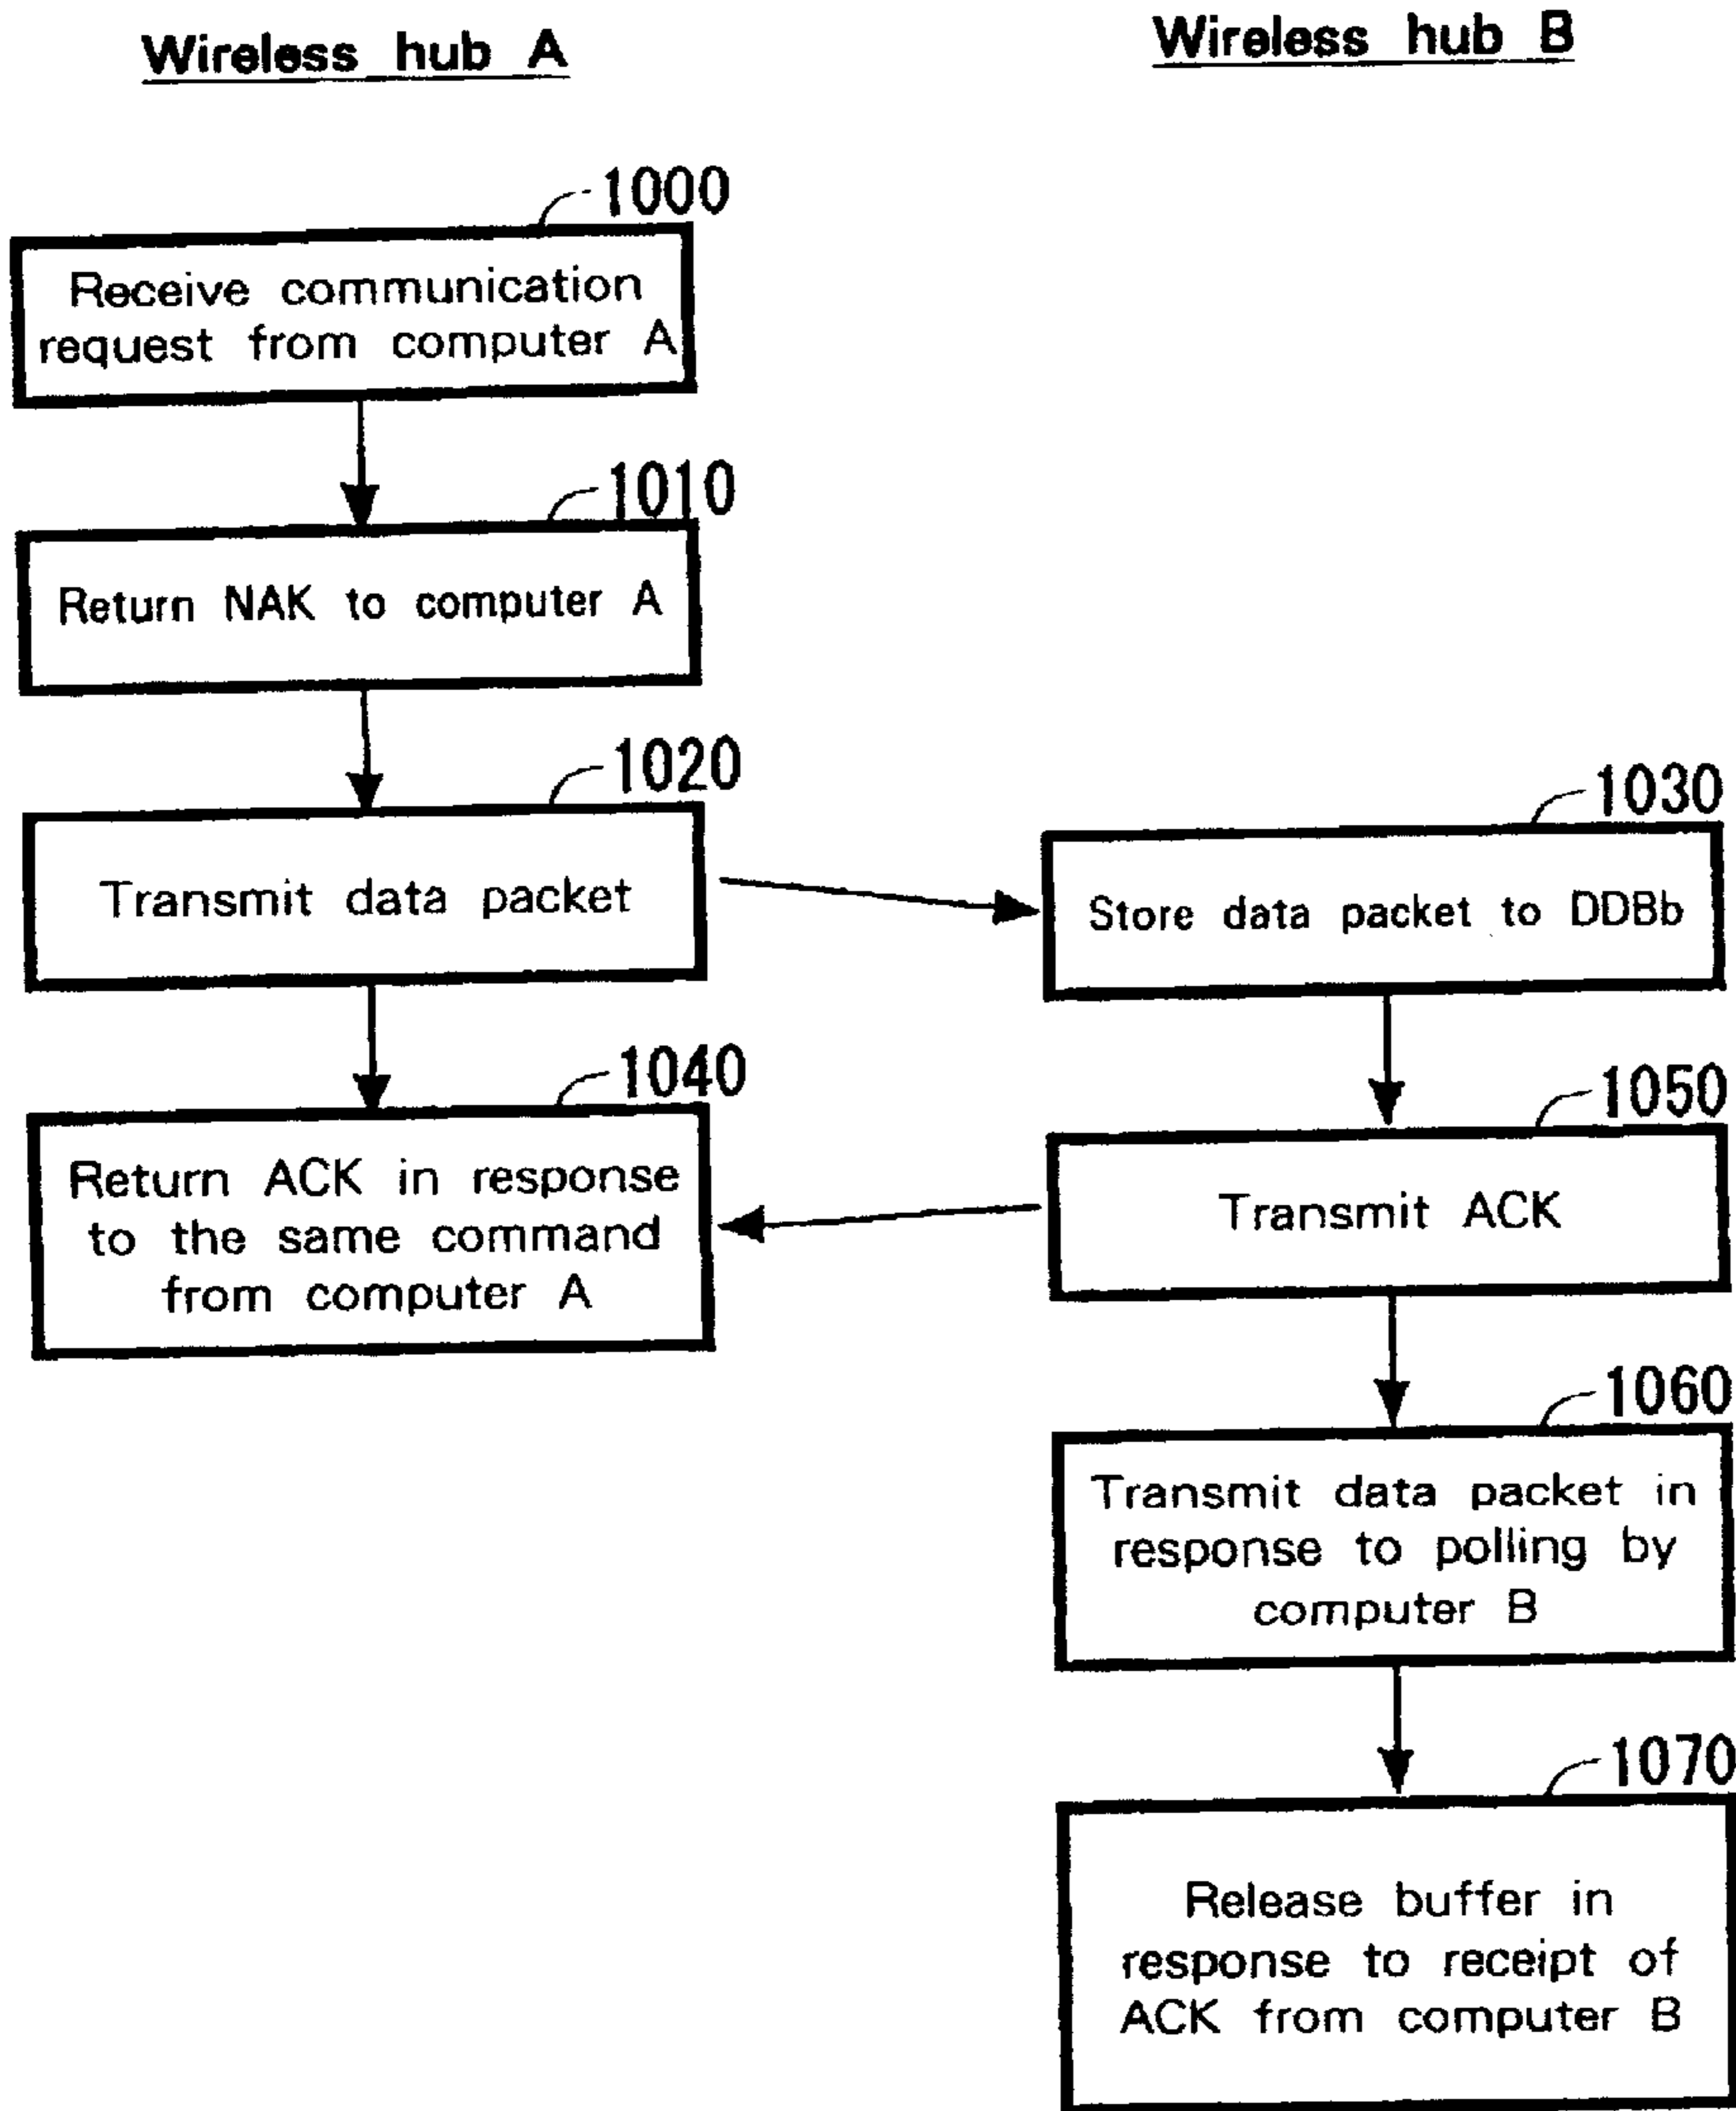 Wireless hub A
Wireless hub B
1000
Receive communication
request from computer A
1010
Return NAK to computer A
1020
Transmit data packet
1030
Store data packet to DDBb
1040
Return ACK in response
to the same command
from computer A
1050
Transmit ACK
1060
Transmit data packet in
response to polling by
computer B
1070
Release buffer in
response to receipt of
ACK from computer B